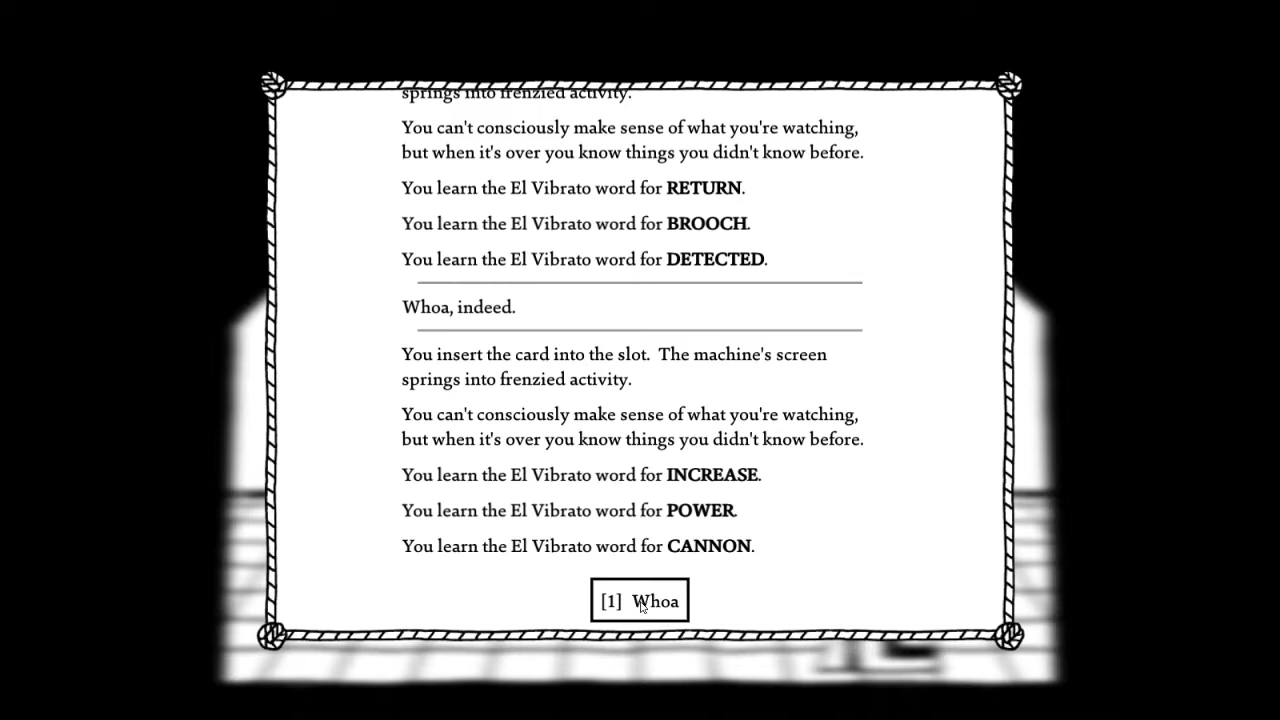 springs into frenzied activity.
You can't consciously make sense of what you're watching,
but when it's over you know things you didn't know before.
You learn the El Vibrato word for RETURN.
You learn the El Vibrato word for BROOCH.
You learn the El Vibrato word for DETECTED.
Whoa, indeed.
You insert the card into the slot.  The machine's screen
springs into frenzied activity.
You can't consciously make sense of what you're watching,
but when it's over you know things you didn't know before.
You learn the El Vibrato word for INCREASE.
You learn the El Vibrato word for POWER.
You learn the El Vibrato word for CANNON.
[1] Whoa